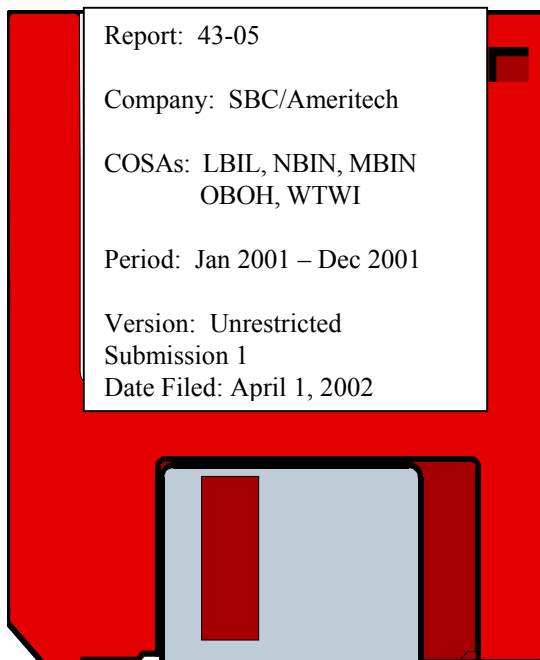 Report: 43-05
Company: SBC/Ameritech
COSAs: LBIL, NBIN, MBIN
OBOH, WTWI
Period: Jan 2001 – Dec 2001
Version: Unrestricted
Submission 1
Date Filed: April 1, 2002